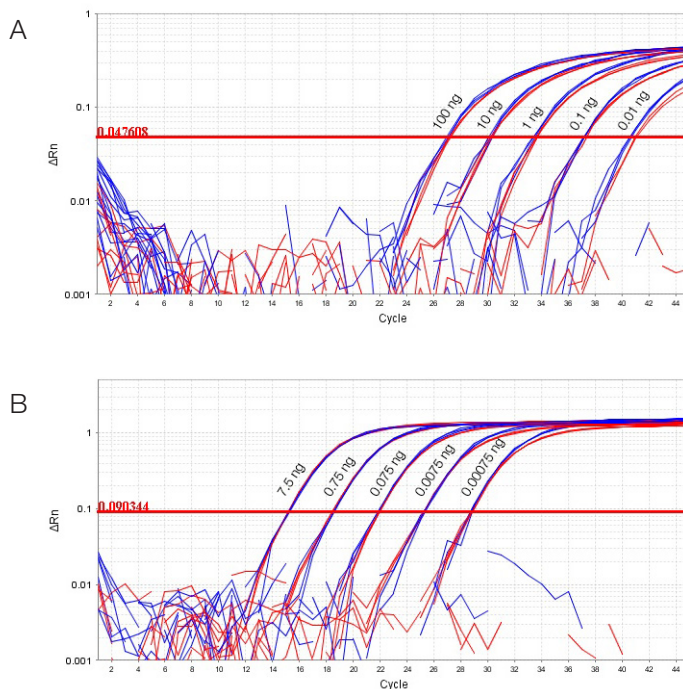 A
1
0.1
0.01
0.001
ΔRn
0.047608
100 ng
10 ng
1 ng
0.1 ng
0.01 ng
2 4 6 8 10 12 14 16 18 20 22 24 26 28 30 32 34 36 38 40 42 44
Cycle
B
1
0.1
0.01
0.001
ΔRn
0.090344
7.5 ng
0.75 ng
0.075 ng
0.0075 ng
0.00075 ng
2 4 6 8 10 12 14 16 18 20 22 24 26 28 30 32 34 36 38 40 42 44
Cycle